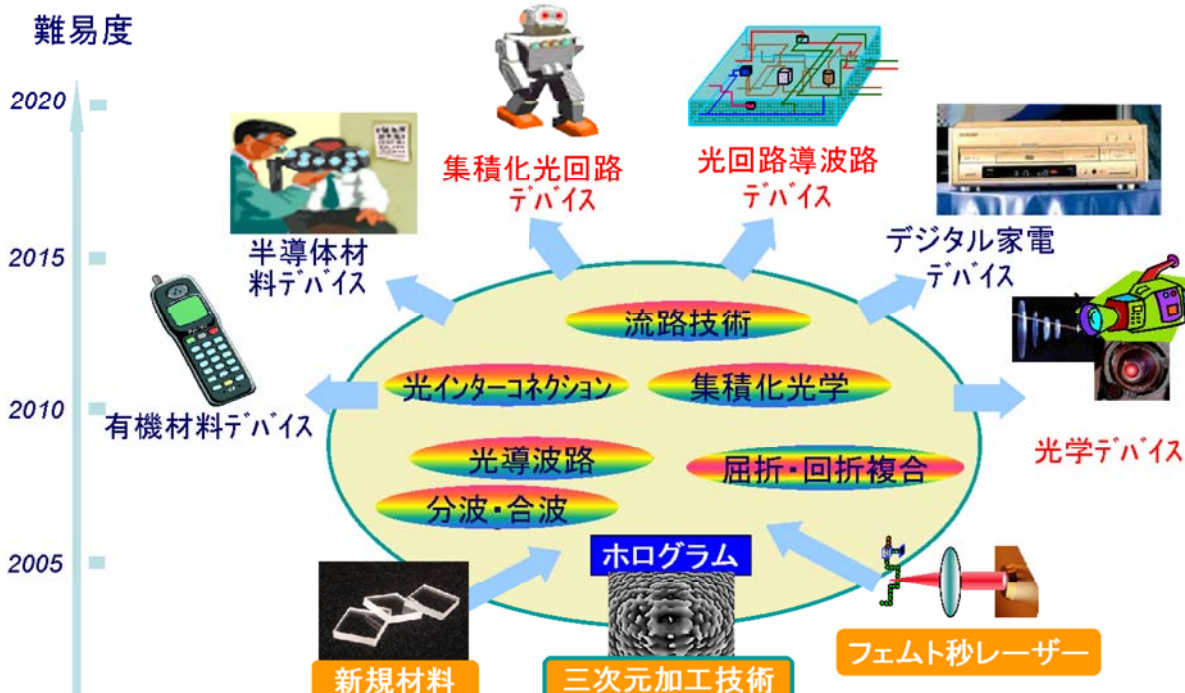 難易度
2020
2015
2010
2005
集積化光回路
デバイス
光回路導波路
デバイス
半導体材
料デバイス
デジタル家電
デバイス
有機材料デバイス
光学デバイス
流路技術
光インターコネクション
集積化光学
光導波路
屈折・回折複合
分波・合波
ホログラム
新規材料
三次元加工技術
フェムト秒レーザー